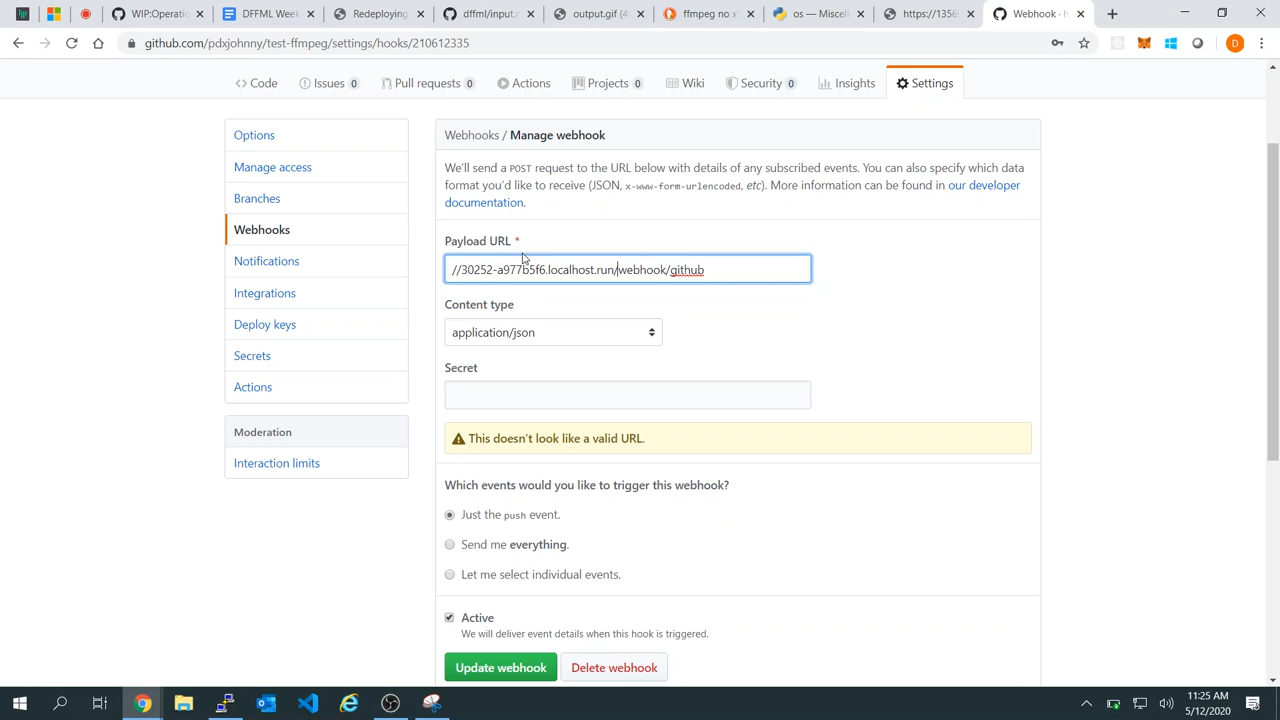 WIP:Operati
DFFML Week
Redeploying
dffml/input.r
output.gif (4
ffmpeg no x
os — Miscel
https://1356
Webhook · h
github.com/pdxjohnny/test-ffmpeg/settings/hooks/210612335
D
Code
Issues 0
Pull requests 0
Actions
Projects 0
Wiki
Security 0
Insights
Settings
Options
Manage access
Branches
Webhooks
Notifications
Integrations
Deploy keys
Secrets
Actions
Moderation
Interaction limits
Webhooks / Manage webhook
We'll send a POST request to the URL below with details of any subscribed events. You can also specify which data
format you'd like to receive (JSON, x-www-form-urlencoded, etc). More information can be found in our developer
documentation.
Payload URL *
//30252-a977b5f6.localhost.run/webhook/github
Content type
application/json
Secret
This doesn't look like a valid URL.
Which events would you like to trigger this webhook?
Just the push event.
Send me everything.
Let me select individual events.
Active
We will deliver event details when this hook is triggered.
Update webhook
Delete webhook
11:25 AM
5/12/2020